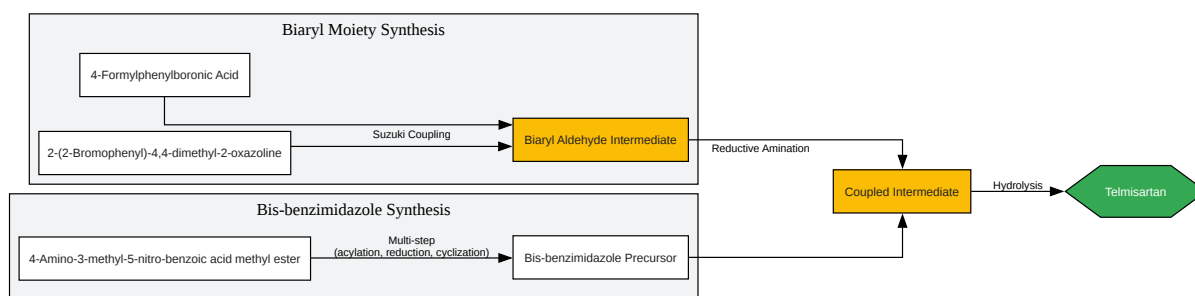 Biaryl Moiety Synthesis
4-Formylphenylboronic Acid
Suzuki Coupling
2-(2-Bromophenyl)-4,4-dimethyl-2-oxazoline
Biaryl Aldehyde Intermediate
Reductive Amination
Coupled Intermediate
Hydrolysis
Telmisartan
Bis-benzimidazole Synthesis
4-Amino-3-methyl-5-nitro-benzoic acid methyl ester
Multi-step
(acylation, reduction, cyclization)
Bis-benzimidazole Precursor